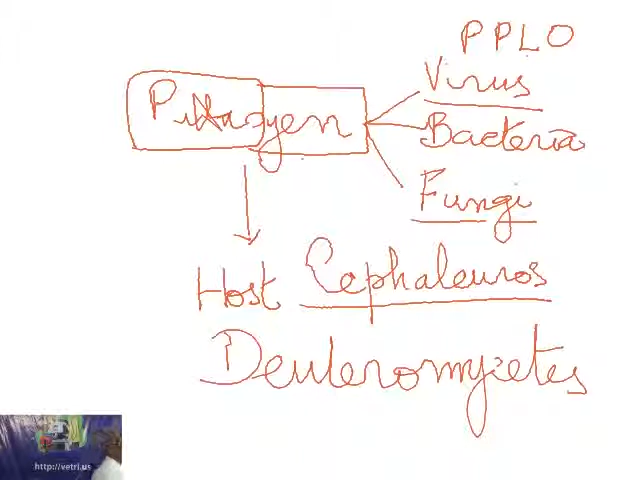 PPLO
Virus
Pathogen
Bacteria
Fungi
Host Cephaleuros
Deuteromycetes
http://vetri.us